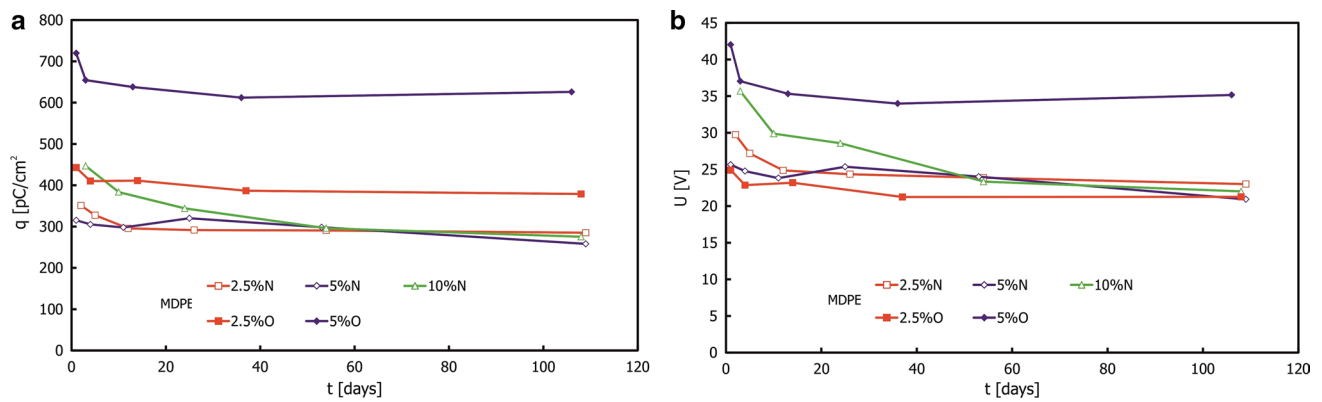 a
800
700
600
500
400
300
200
100
0
q [pC/cm²]
0 20 40 60 80 100 120
t [days]
MDPE
2.5%N 5%N 10%N
2.5%O 5%O
b
45
40
35
30
25
20
15
10
5
0
U [V]
0 20 40 60 80 100 120
t [days]
MDPE
2.5%N 5%N 10%N
2.5%O 5%O